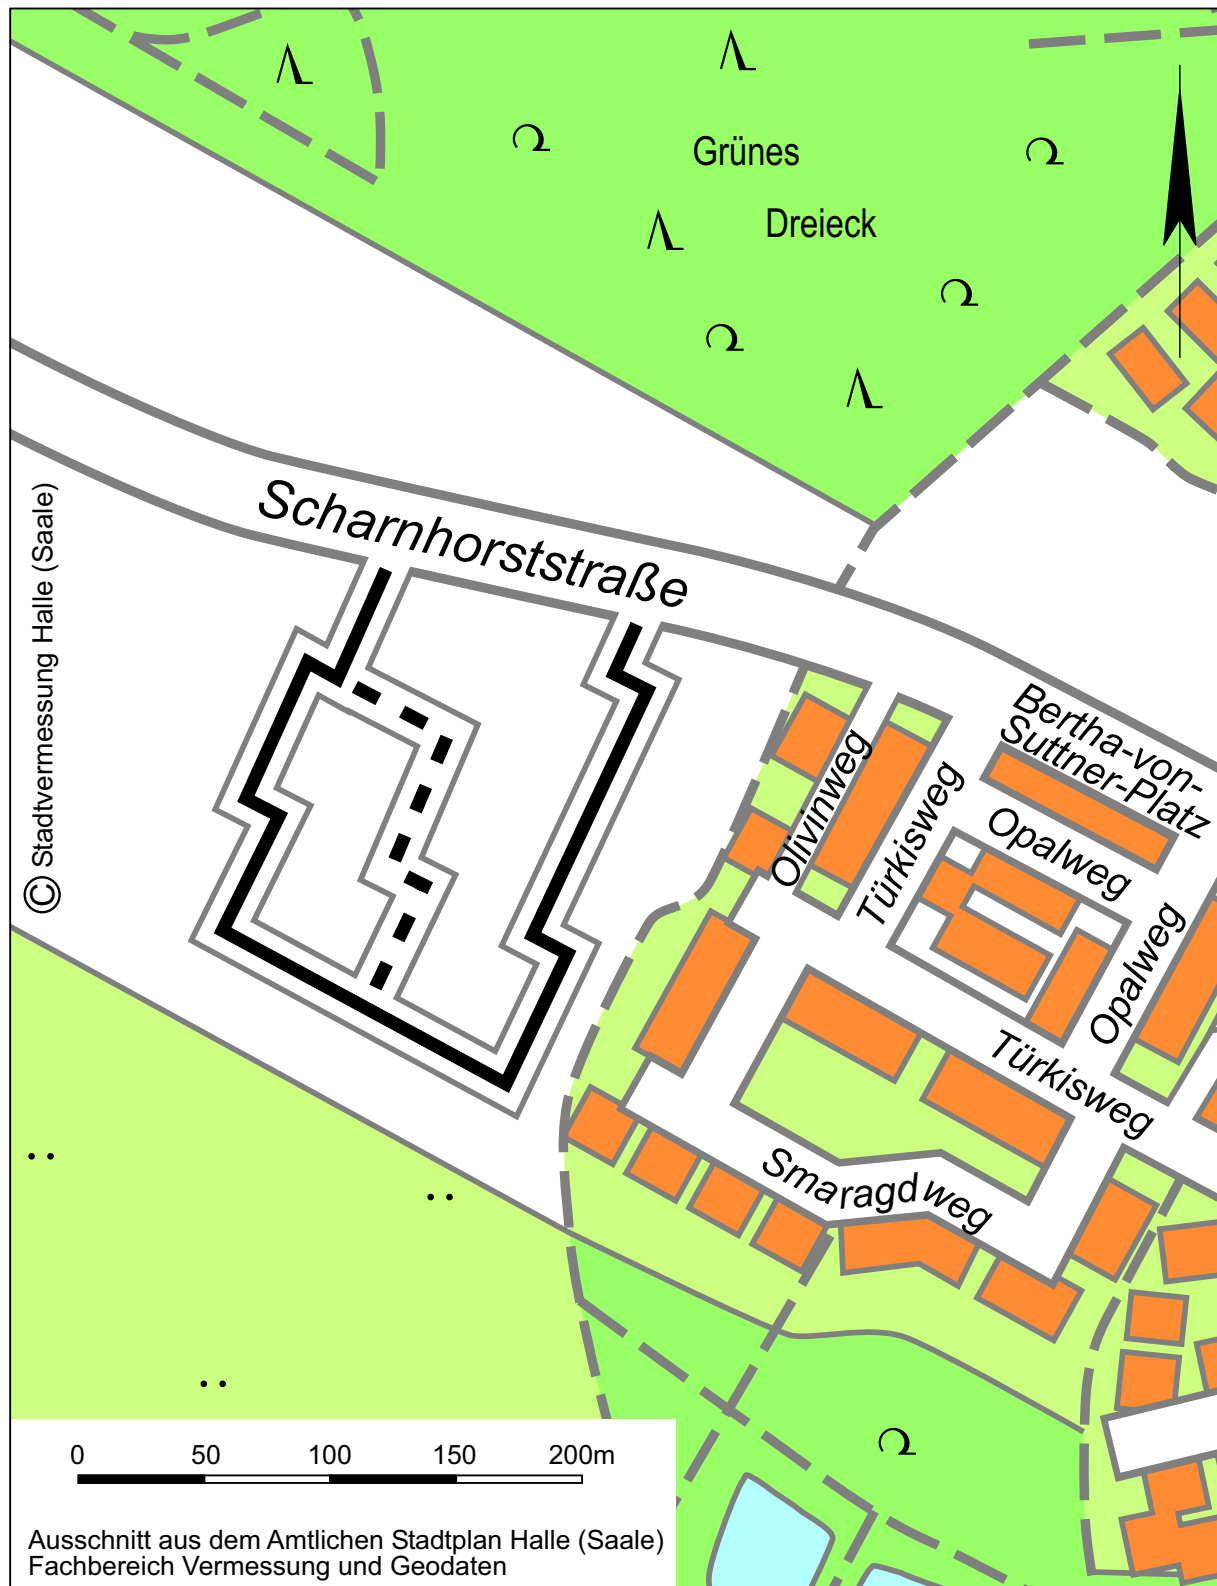 Grünes
Dreieck
Scharnhorststraße
© Stadtvermessung Halle (Saale)
Bertha-von-
Suttner-Platz
Olivinweg
Türkisweg
Opalweg
Opalweg
Türkisweg
Smaragdweg
0 50 100 150 200m
Ausschnitt aus dem Amtlichen Stadtplan Halle (Saale)
Fachbereich Vermessung und Geodaten